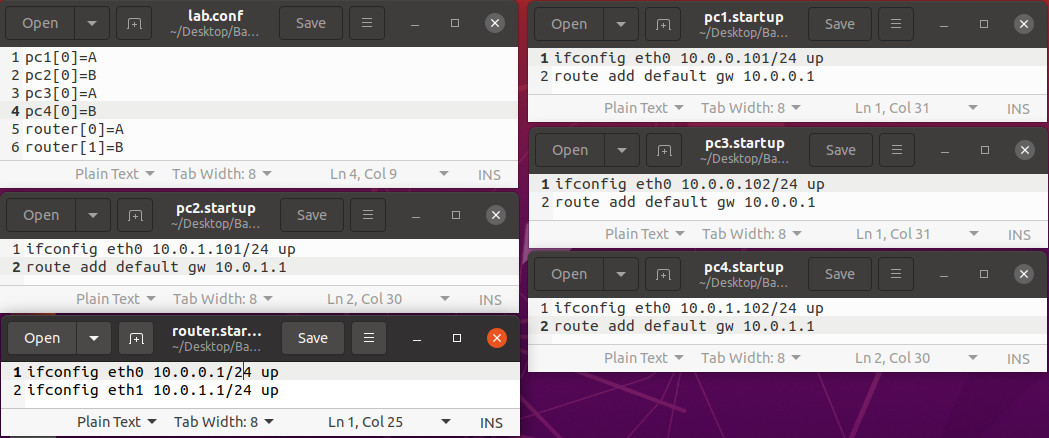 Open lab.conf Save
~/Desktop/Ba...
1 pc1[0]=A
2 pc2[0]=B
3 pc3[0]=A
4 pc4[0]=B
5 router[0]=A
6 router[1]=B
Plain Text Tab Width: 8 Ln 4, Col 9 INS
Open pc2.startup Save
~/Desktop/Ba...
1 ifconfig eth0 10.0.1.101/24 up
2 route add default gw 10.0.1.1
Plain Text Tab Width: 8 Ln 2, Col 30 INS
Open router.star... Save
~/Desktop/Ba...
1 ifconfig eth0 10.0.0.1/24 up
2 ifconfig eth1 10.0.1.1/24 up
Plain Text Tab Width: 8 Ln 1, Col 25 INS
Open pc1.startup Save
~/Desktop/Ba...
1 ifconfig eth0 10.0.0.101/24 up
2 route add default gw 10.0.0.1
Plain Text Tab Width: 8 Ln 1, Col 31 INS
Open pc3.startup Save
~/Desktop/Ba...
1 ifconfig eth0 10.0.0.102/24 up
2 route add default gw 10.0.0.1
Plain Text Tab Width: 8 Ln 1, Col 31 INS
Open pc4.startup Save
~/Desktop/Ba...
1 ifconfig eth0 10.0.1.102/24 up
2 route add default gw 10.0.1.1
Plain Text Tab Width: 8 Ln 2, Col 30 INS